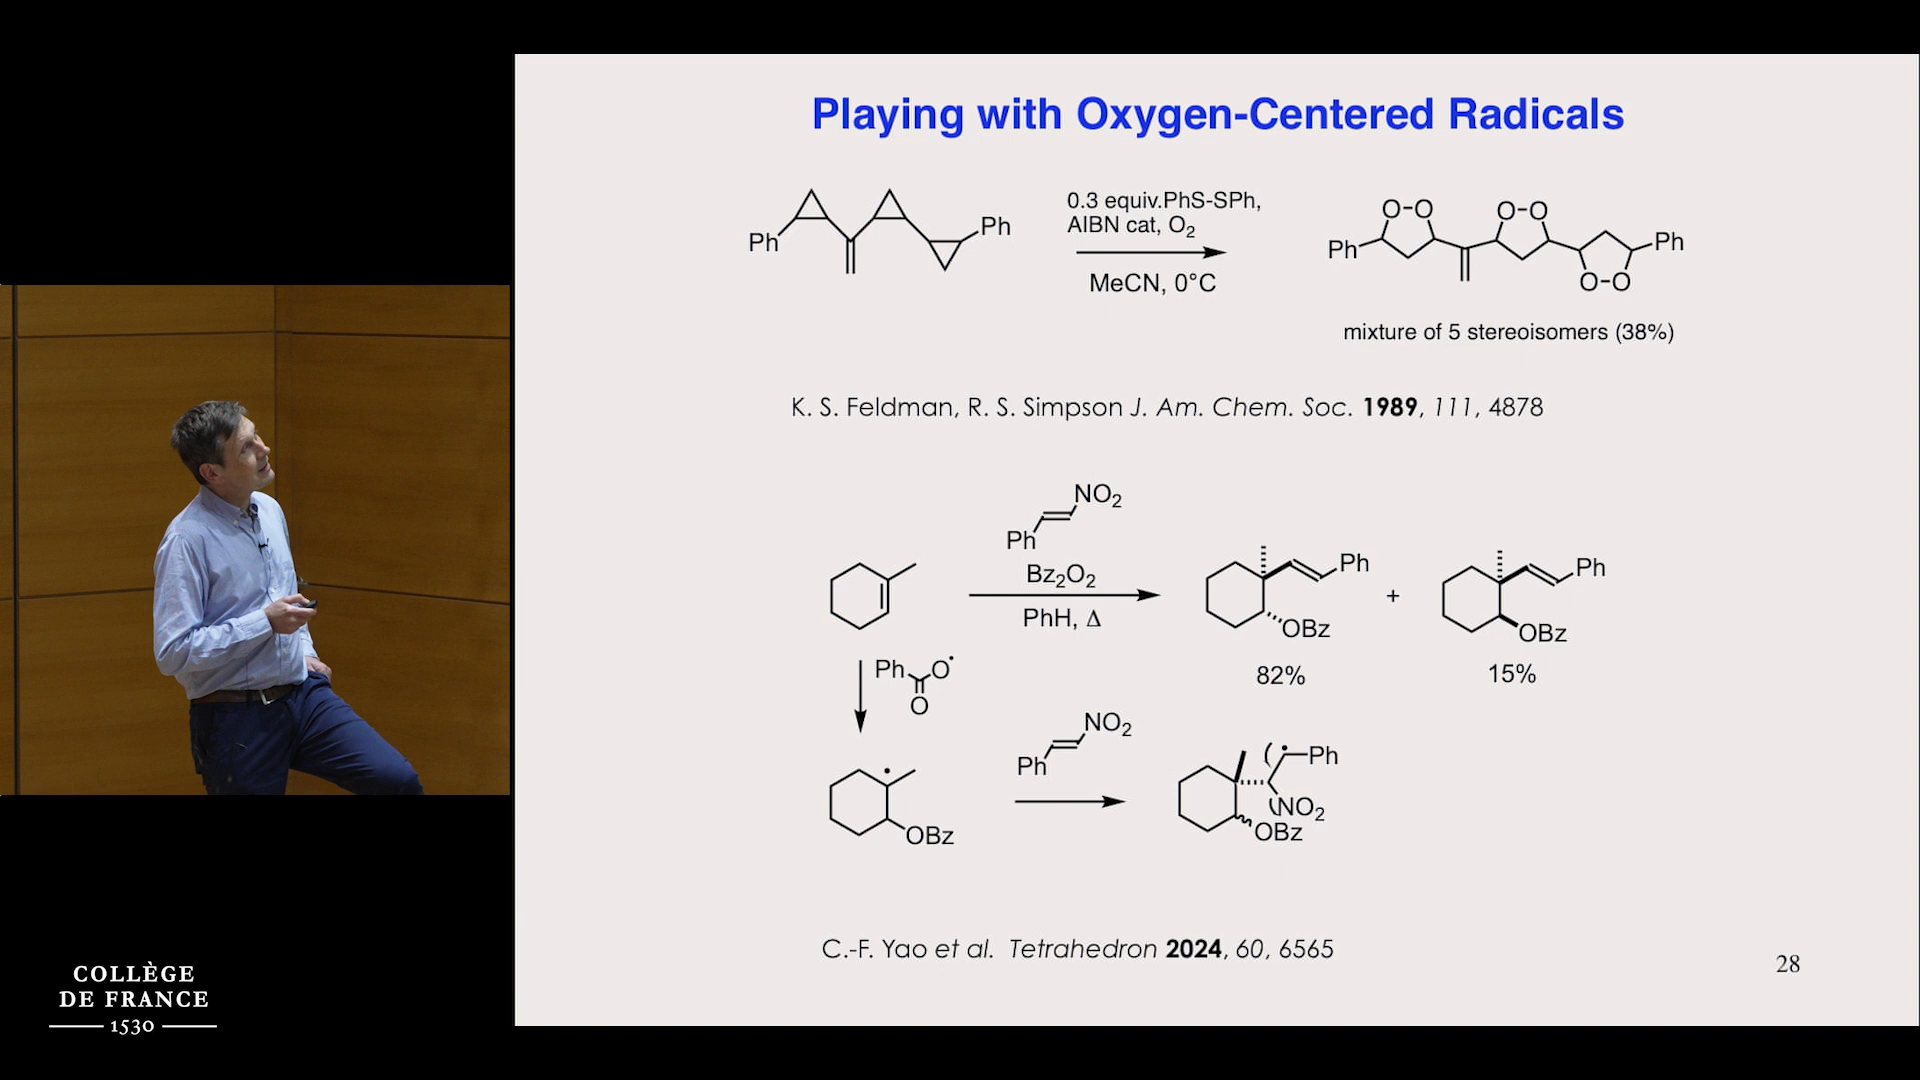 Playing with Oxygen-Centered Radicals
0.3 equiv.PhS-SPh,
AIBN cat, O₂
MeCN, 0°C
Ph
Ph
Ph
O-O
O-O
O-O
Ph
mixture of 5 stereoisomers (38%)
K. S. Feldman, R. S. Simpson J. Am. Chem. Soc. 1989, 111, 4878
NO₂
Ph
Bz₂O₂
PhH, Δ
Ph
OBz
82%
+
Ph
OBz
15%
Ph
O•
O
OBz
NO₂
Ph
(•
Ph
(NO₂
OBz
C.-F. Yao et al. Tetrahedron 2024, 60, 6565
28
COLLÈGE
DE FRANCE
1530